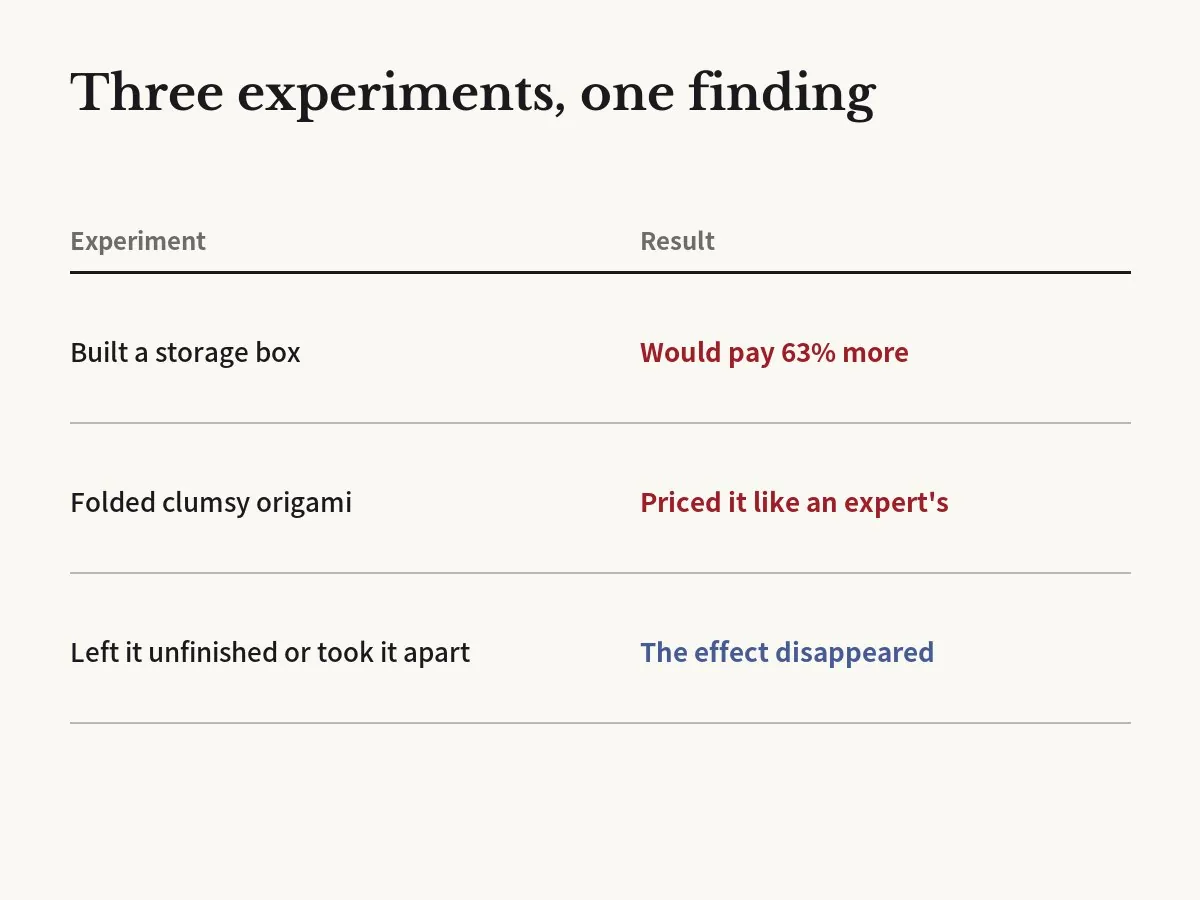 Three experiments, one finding
Experiment Result
Built a storage box Would pay 63% more
Folded clumsy origami Priced it like an expert's
Left it unfinished or took it apart The effect disappeared